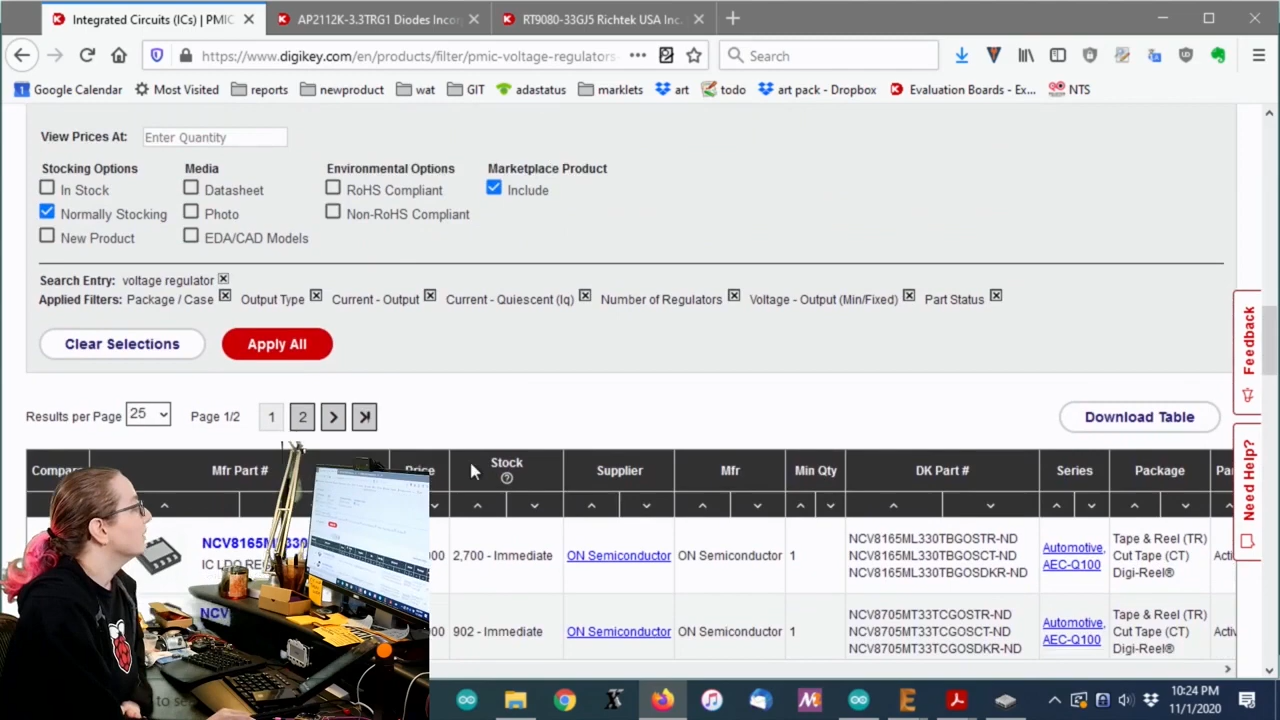 Integrated Circuits (ICs) | PMIC
AP2112K-3.3TRG1 Diodes Incor
RT9080-33GJ5 Richtek USA Inc.
https://www.digikey.com/en/products/filter/pmic-voltage-regulators-
Search
Google Calendar
Most Visited
reports
newproduct
wat
GIT
adastatus
marklets
art
todo
art pack - Dropbox
Evaluation Boards - Ex...
NTS
View Prices At: Enter Quantity
Stocking Options Media Environmental Options Marketplace Product
In Stock Datasheet RoHS Compliant Include
Normally Stocking Photo Non-RoHS Compliant
New Product EDA/CAD Models
Search Entry: voltage regulator
Applied Filters: Package / Case Output Type Current - Output Current - Quiescent (Iq) Number of Regulators Voltage - Output (Min/Fixed) Part Status
Clear Selections Apply All
Feedback
Results per Page 25 Page 1/2 1 2 Download Table
Need Help?
Mfr Part # Price Stock Supplier Mfr Min Qty DK Part # Series Package
2,700 - Immediate ON Semiconductor ON Semiconductor 1
NCV8165ML330TBGOSTR-ND
NCV8165ML330TBGOSCT-ND
NCV8165ML330TBGOSDKR-ND
Automotive,
AEC-Q100
Tape & Reel (TR)
Cut Tape (CT)
Digi-Reel®
902 - Immediate ON Semiconductor ON Semiconductor 1
NCV8705MT33TCGOSTR-ND
NCV8705MT33TCGOSCT-ND
NCV8705MT33TCGOSDKR-ND
Automotive,
AEC-Q100
Tape & Reel (TR)
Cut Tape (CT)
Digi-Reel®
10:24 PM
11/1/2020